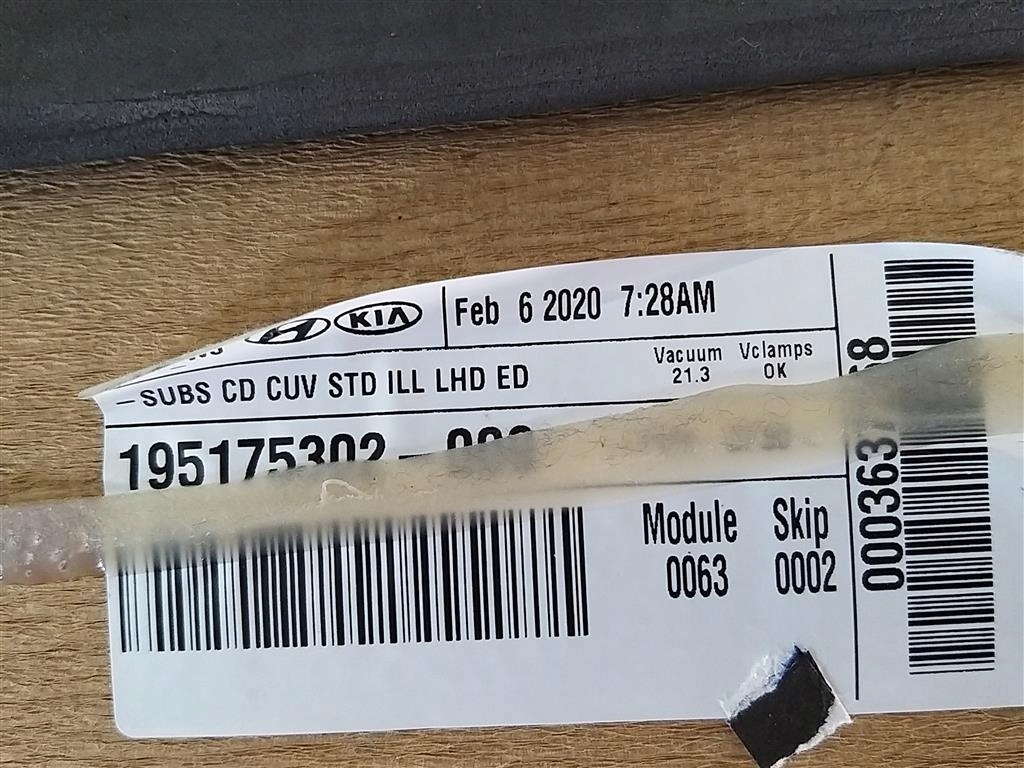 KIA Feb 6 2020 7:28AM
SUBS CD CUV STD ILL LHD ED
Vacuum Vclamps
21.3 OK
195175302
Module Skip
0063 0002
000363